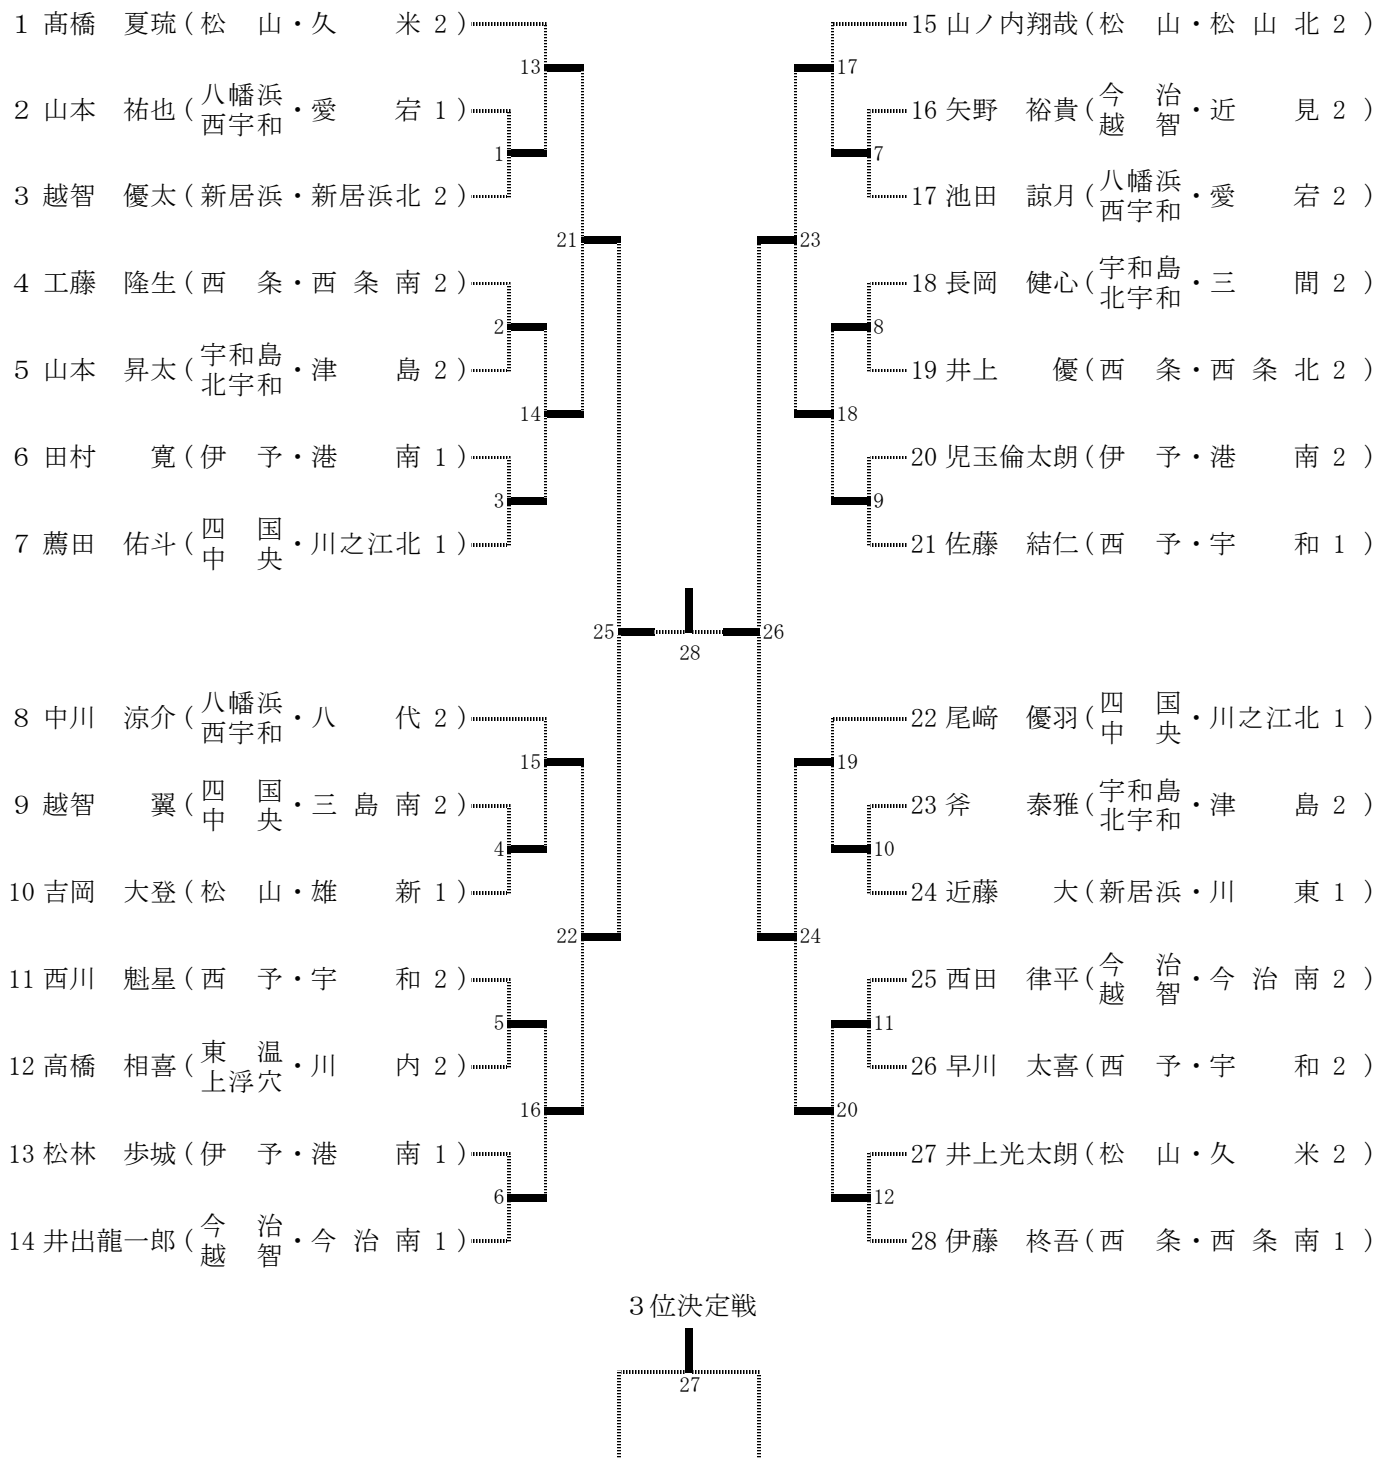 1 髙橋　夏琉(松　山・久　　米 2)
2 山本　祐也(八幡浜西宇和・愛　　宕 1)
3 越智　優太(新居浜・新居浜北 2)
4 工藤　隆生(西　条・西 条 南 2)
5 山本　昇太(宇和島北宇和・津　　島 2)
6 田村　　寛(伊　予・港　　南 1)
7 薦田　佑斗(四　国中　央・川之江北 1)
8 中川　涼介(八幡浜西宇和・八　　代 2)
9 越智　　翼(四　国中　央・三 島 南 2)
10 吉岡　大登(松　山・雄　　新 1)
11 西川　魁星(西　予・宇　　和 2)
12 高橋　相喜(東　温上浮穴・川　　内 2)
13 松林　歩城(伊　予・港　　南 1)
14 井出龍一郎(今　治越　智・今 治 南 1)
13
1
21
2
14
3
25
15
4
22
5
16
6
28
15 山ノ内翔哉(松　山・松 山 北 2)
16 矢野　裕貴(今　治越　智・近　　見 2)
17 池田　諒月(八幡浜西宇和・愛　　宕 2)
18 長岡　健心(宇和島北宇和・三　　間 2)
19 井上　　優(西　条・西 条 北 2)
20 児玉倫太朗(伊　予・港　　南 2)
21 佐藤　結仁(西　予・宇　　和 1)
22 尾﨑　優羽(四　国中　央・川之江北 1)
23 斧　　泰雅(宇和島北宇和・津　　島 2)
24 近藤　　大(新居浜・川　　東 1)
25 西田　律平(今　治越　智・今 治 南 2)
26 早川　太喜(西　予・宇　　和 2)
27 井上光太朗(松　山・久　　米 2)
28 伊藤　柊吾(西　条・西 条 南 1)
17
7
23
8
18
9
26
19
10
24
11
20
12
３位決定戦
27